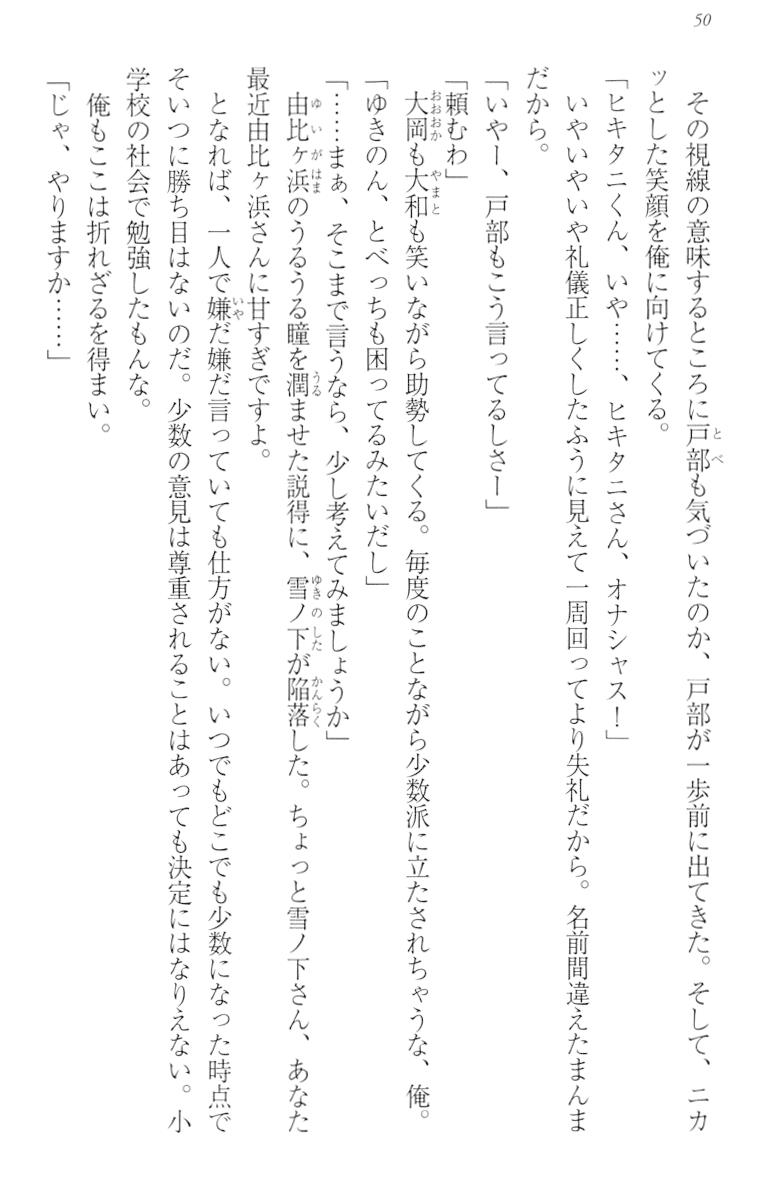 50
その視線の意味するところに戸部も気づいたのか、戸部が一歩前に出てきた。そして、ニカ
ッとした笑顔を俺に向けてくる。
「ヒキタニくん、いや……、ヒキタニさん、オナシャス！」
いやいやいや礼儀正しくしたふうに見えて一周回ってより失礼だから。名前間違えたまんま
だから。
「いやー、戸部もこう言ってるしさー」
「頼むわ」
大岡も大和も笑いながら助勢してくる。毎度のことながら少数派に立たされちゃうな、俺。
「ゆきのん、とべっちも困ってるみたいだし」
「……まぁ、そこまで言うなら、少し考えてみましょうか」
由比ヶ浜のうるうる瞳を潤ませた説得に、雪ノ下が陥落した。ちょっと雪ノ下さん、あなた
最近由比ヶ浜さんに甘すぎですよ。
となれば、一人で嫌だ嫌だ言っていても仕方がない。いつでもどこでも少数になった時点で
そいつに勝ち目はないのだ。少数の意見は尊重されることはあっても決定にはなりえない。小
学校の社会で勉強したもんな。
俺もここは折れざるを得まい。
「じゃ、やりますか……」